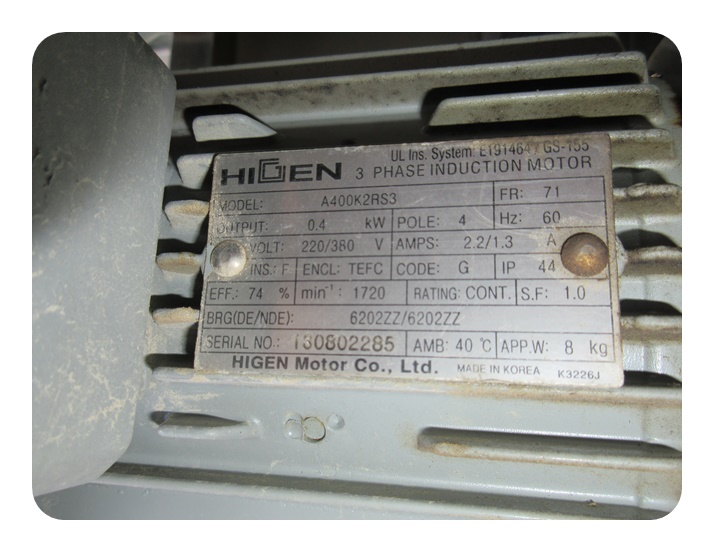 UL Ins. System: E191464 / GS-155
HIGEN 3 PHASE INDUCTION MOTOR
MODEL: A400K2RS3 FR: 71
OUTPUT: 0.4 kW POLE: 4 Hz: 60
VOLT: 220/380 V AMPS: 2.2/1.3 A
INS.: F ENCL: TEFC CODE: G IP 44
EFF.: 74 % min⁻¹: 1720 RATING: CONT. S.F: 1.0
BRG(DE/NDE): 6202ZZ/6202ZZ
SERIAL NO.: 130802285 AMB: 40 ℃ APP.W: 8 kg
HIGEN Motor Co., Ltd. MADE IN KOREA K3226J